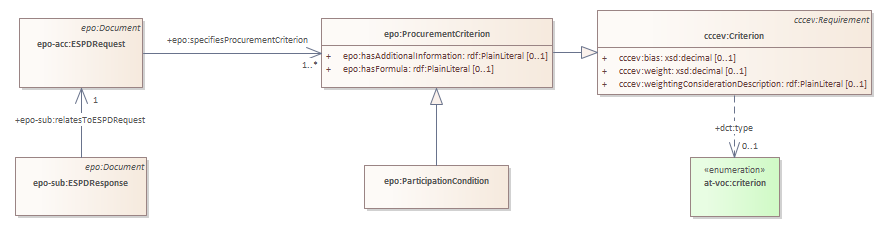 epo:Document
epo-acc:ESPDRequest
+epo:specifiesProcurementCriterion
1..*
epo:ProcurementCriterion
+ epo:hasAdditionalInformation: rdf:PlainLiteral [0..1]
+ epo:hasFormula: rdf:PlainLiteral [0..1]
cccev:Requirement
cccev:Criterion
+ cccev:bias: xsd:decimal [0..1]
+ cccev:weight: xsd:decimal [0..1]
+ cccev:weightingConsiderationDescription: rdf:PlainLiteral [0..1]
1
+epo-sub:relatesToESPDRequest
+dct:type
0..1
epo:Document
epo-sub:ESPDResponse
epo:ParticipationCondition
«enumeration»
at-voc:criterion